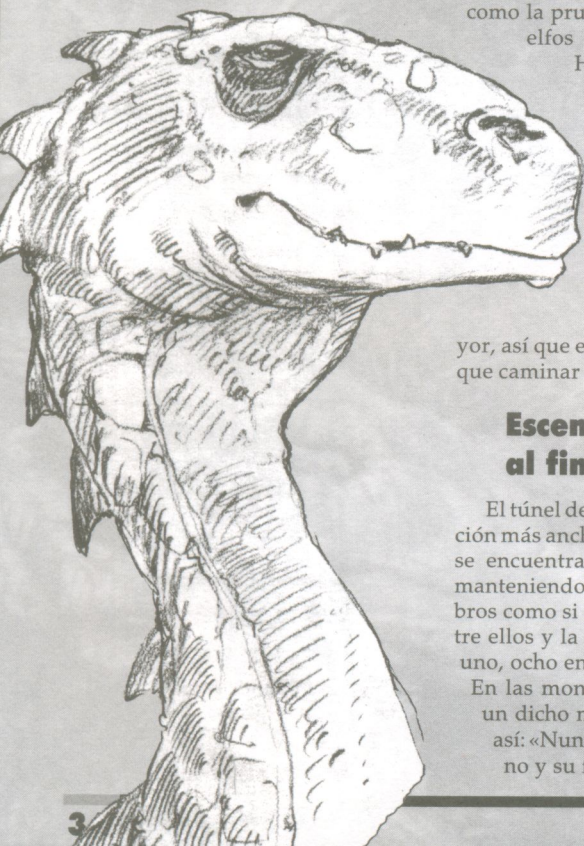 como la pru
elfos
H
yor, así que e
que caminar
Escen
al fin
El túnel de
ción más anch
se encuentra
manteniendo
bros como si
tre ellos y la
uno, ocho en
En las mon
un dicho r
así: «Nun
no y su
3